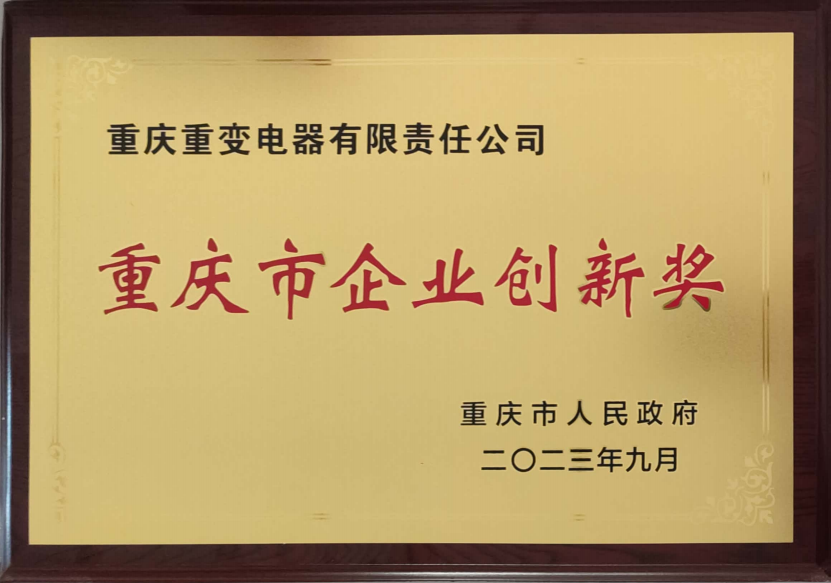 重庆重变电器有限责任公司
重庆市企业创新奖
重庆市人民政府
二〇二三年九月